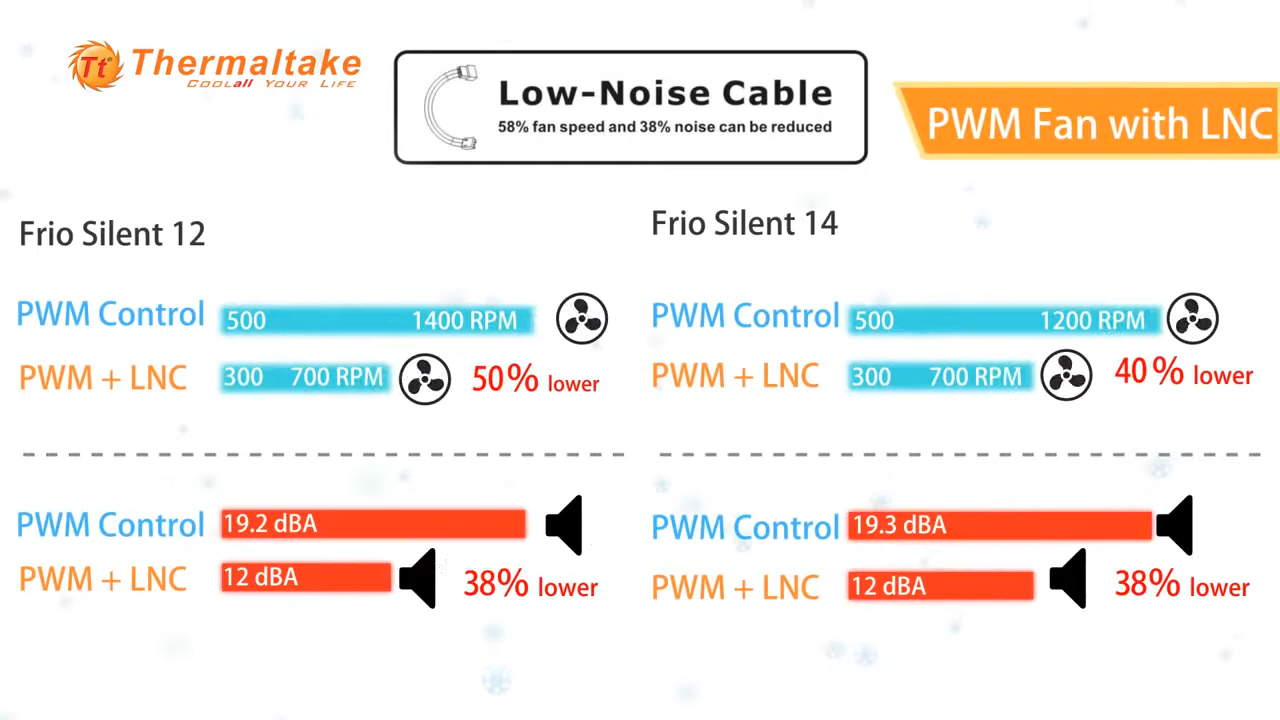 Tt Thermaltake
COOLall YOUR LIFE
Low-Noise Cable
58% fan speed and 38% noise can be reduced
PWM Fan with LNC
Frio Silent 12
PWM Control 500 1400 RPM
PWM + LNC 300 700 RPM 50% lower
PWM Control 19.2 dBA
PWM + LNC 12 dBA 38% lower
Frio Silent 14
PWM Control 500 1200 RPM
PWM + LNC 300 700 RPM 40% lower
PWM Control 19.3 dBA
PWM + LNC 12 dBA 38% lower